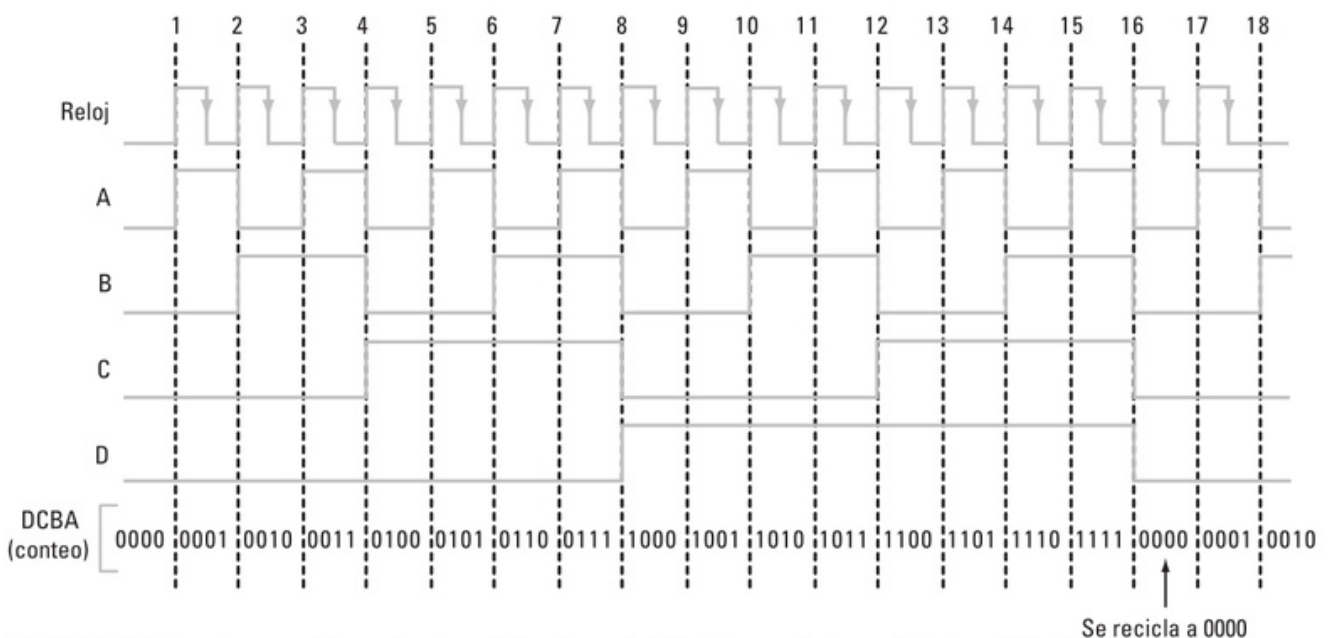 1 2 3 4 5 6 7 8 9 10 11 12 13 14 15 16 17 18
Reloj
A
B
C
D
DCBA
(conteo)
0000 0001 0010 0011 0100 0101 0110 0111 1000 1001 1010 1011 1100 1101 1110 1111 0000 0001 0010
Se recicla a 0000